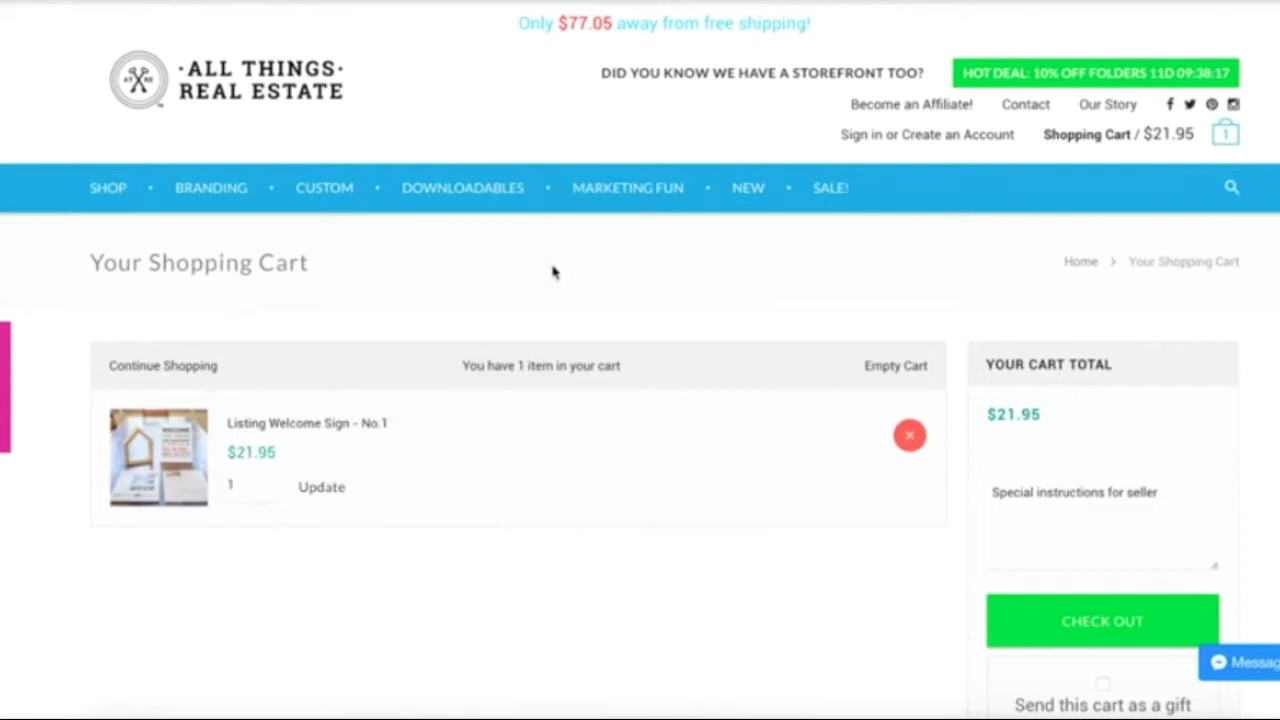 Only $77.05 away from free shipping!
·ALL THINGS·
REAL ESTATE
DID YOU KNOW WE HAVE A STOREFRONT TOO?
HOT DEAL: 10% OFF FOLDERS 11D 09:38:17
Become an Affiliate!
Contact
Our Story
Sign in or Create an Account
Shopping Cart / $21.95
1
SHOP • BRANDING • CUSTOM • DOWNLOADABLES • MARKETING FUN • NEW • SALE!
Your Shopping Cart
Home > Your Shopping Cart
Continue Shopping
You have 1 item in your cart
Empty Cart
Listing Welcome Sign - No.1
$21.95
1
Update
YOUR CART TOTAL
$21.95
Special instructions for seller
CHECK OUT
Messag
Send this cart as a gift